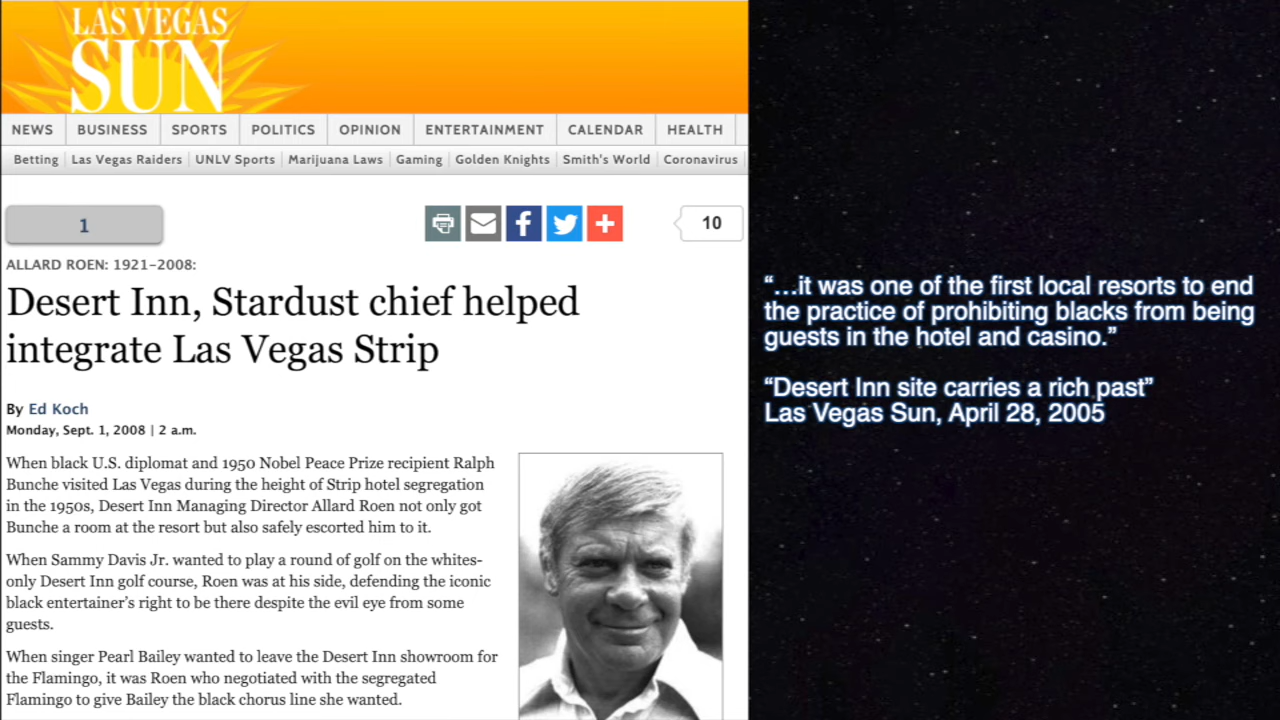 LAS VEGAS
SUN
NEWS BUSINESS SPORTS POLITICS OPINION ENTERTAINMENT CALENDAR HEALTH
Betting Las Vegas Raiders UNLV Sports Marijuana Laws Gaming Golden Knights Smith's World Coronavirus
1
10
ALLARD ROEN: 1921–2008:
Desert Inn, Stardust chief helped
integrate Las Vegas Strip
By Ed Koch
Monday, Sept. 1, 2008 | 2 a.m.
When black U.S. diplomat and 1950 Nobel Peace Prize recipient Ralph
Bunche visited Las Vegas during the height of Strip hotel segregation
in the 1950s, Desert Inn Managing Director Allard Roen not only got
Bunche a room at the resort but also safely escorted him to it.
When Sammy Davis Jr. wanted to play a round of golf on the whites-
only Desert Inn golf course, Roen was at his side, defending the iconic
black entertainer's right to be there despite the evil eye from some
guests.
When singer Pearl Bailey wanted to leave the Desert Inn showroom for
the Flamingo, it was Roen who negotiated with the segregated
Flamingo to give Bailey the black chorus line she wanted.
“…it was one of the first local resorts to end
the practice of prohibiting blacks from being
guests in the hotel and casino.”
“Desert Inn site carries a rich past”
Las Vegas Sun, April 28, 2005